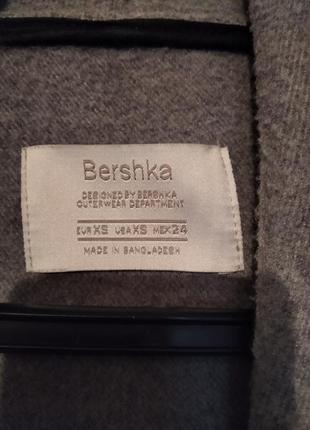 Bershka
DESIGNED BY BERSHKA
OUTERWEAR DEPARTMENT
EUR XS USA XS MEX 24
MADE IN BANGLADESH